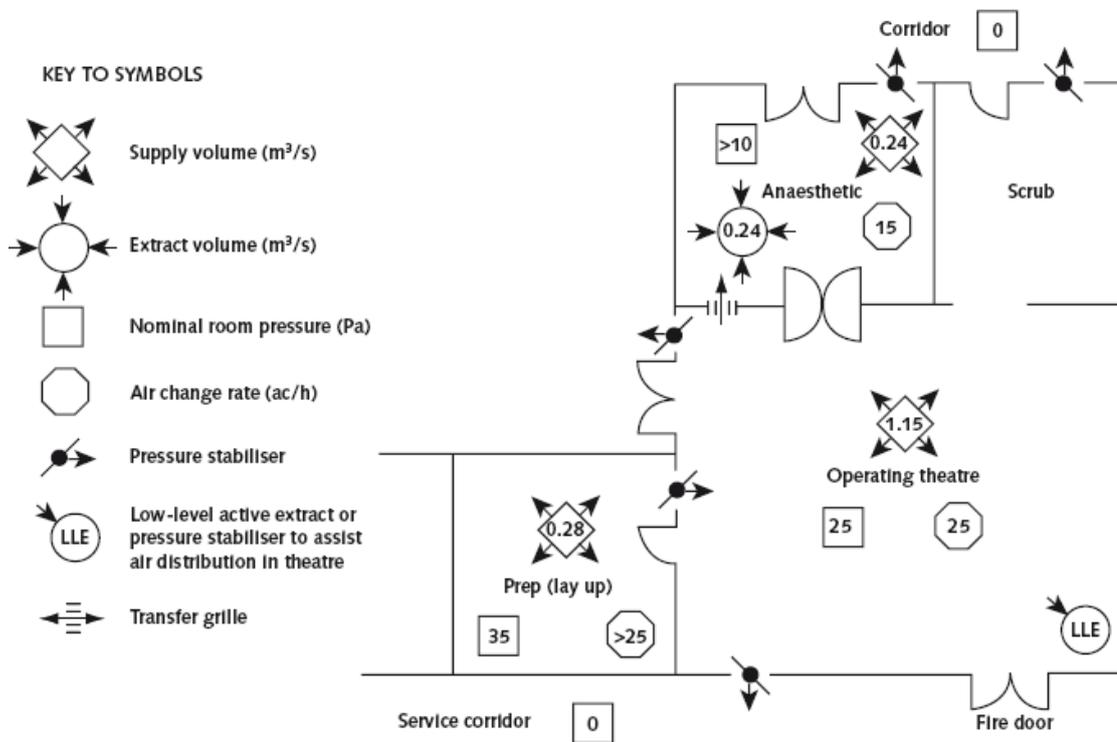 KEY TO SYMBOLS
Supply volume (m³/s)
Extract volume (m³/s)
Nominal room pressure (Pa)
Air change rate (ac/h)
Pressure stabiliser
LLE
Low-level active extract or
pressure stabiliser to assist
air distribution in theatre
Transfer grille
Corridor
0
>10
0.24
Anaesthetic
0.24
15
Scrub
1.15
Operating theatre
25
25
0.28
Prep (lay up)
35
>25
LLE
Service corridor
0
Fire door